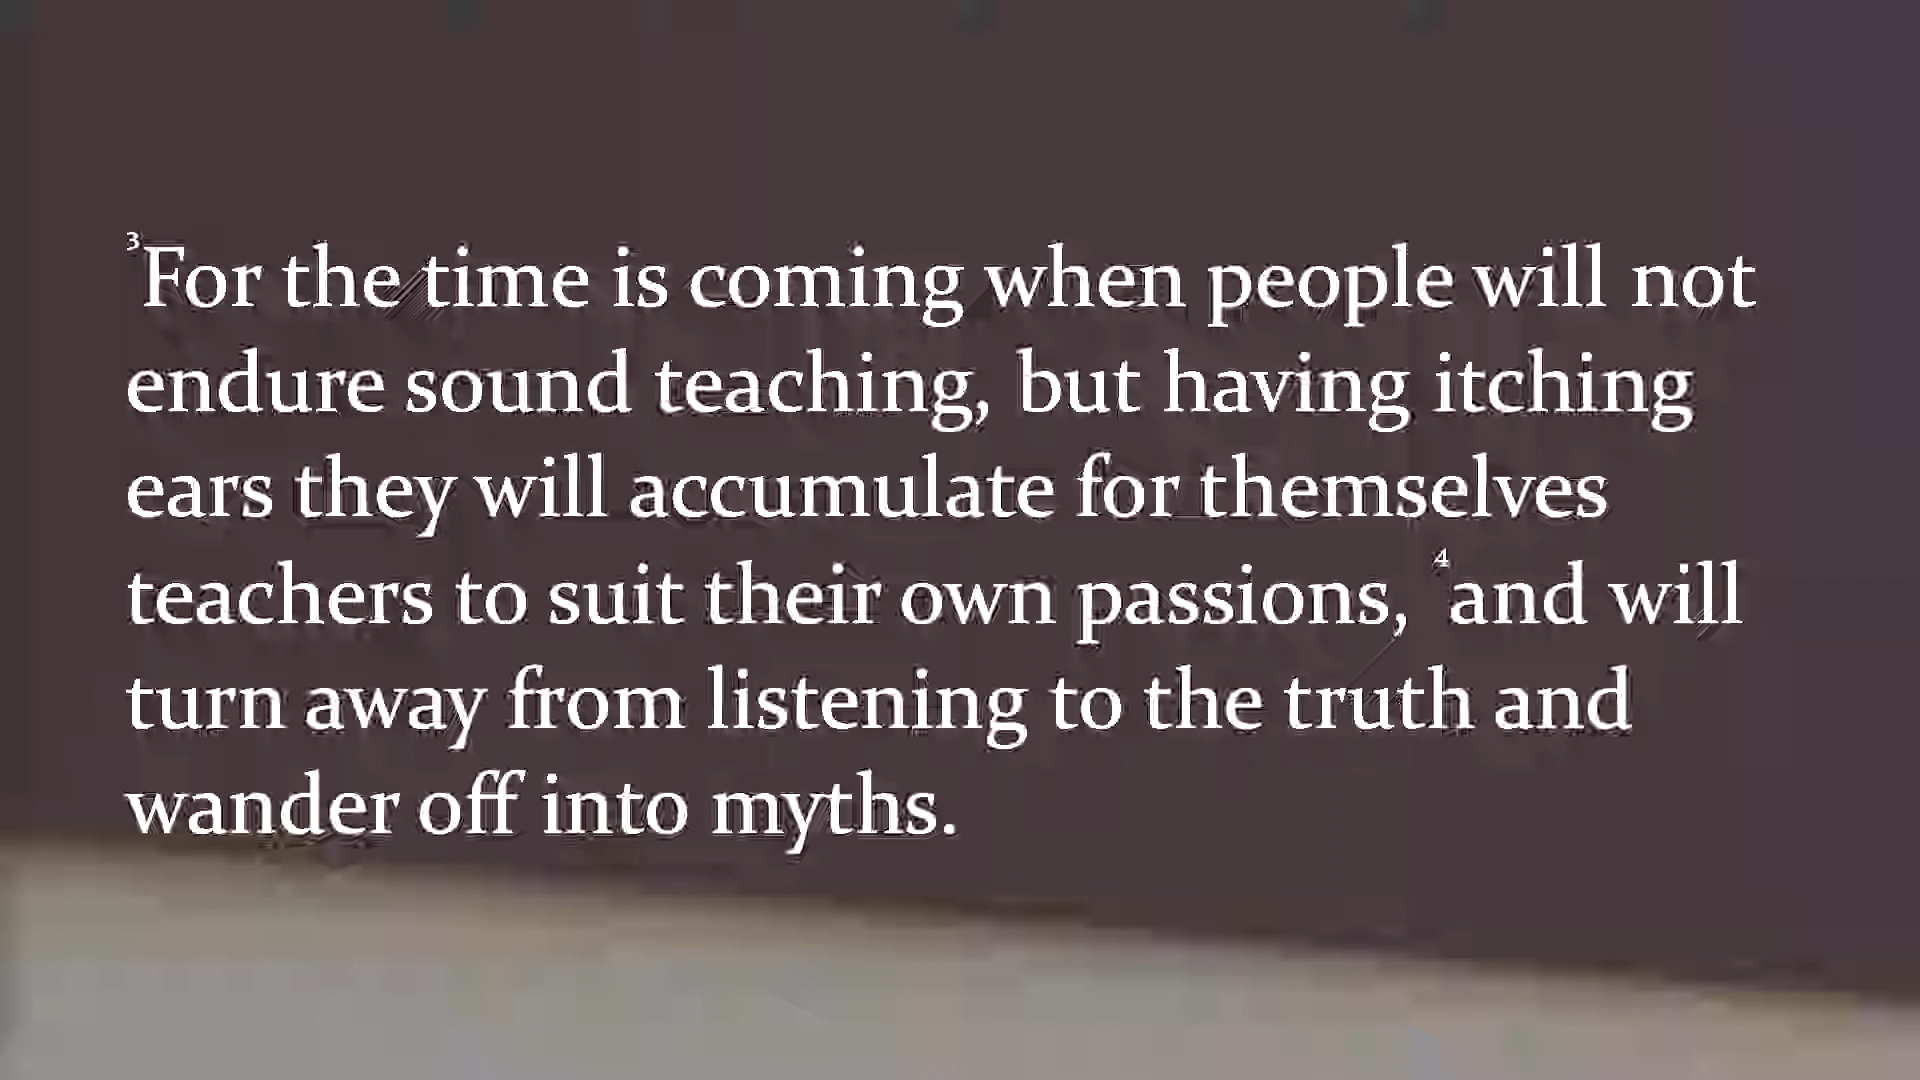 ³For the time is coming when people will not
endure sound teaching, but having itching
ears they will accumulate for themselves
teachers to suit their own passions, ⁴and will
turn away from listening to the truth and
wander off into myths.